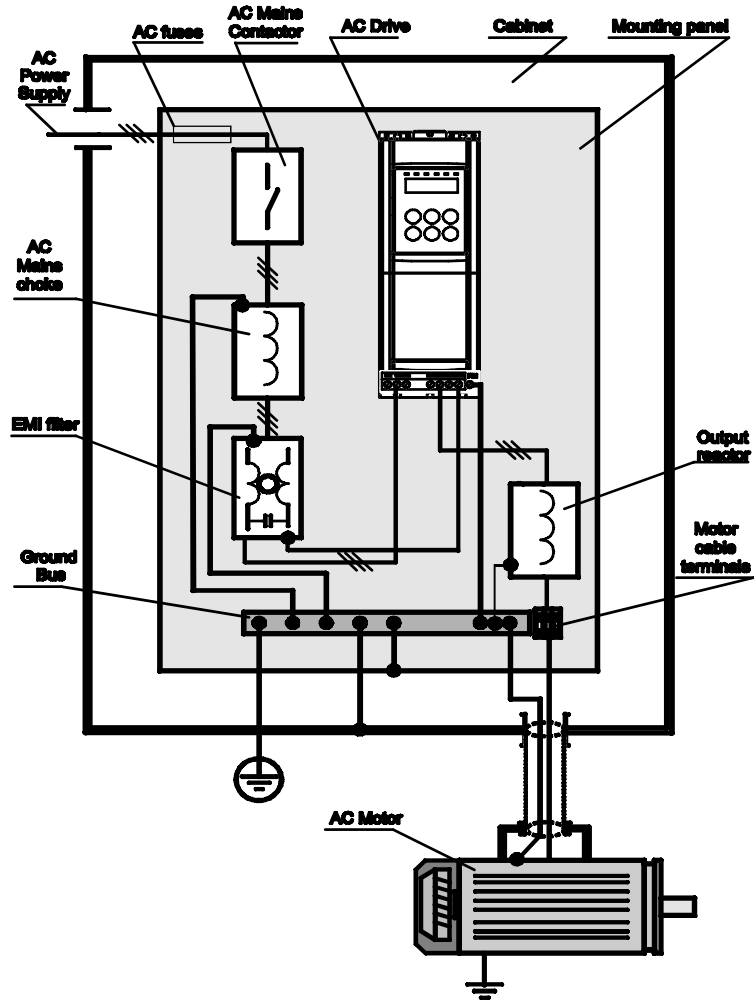 AC Mains
Contactor
AC fuses
AC Drive
Cabinet
Mounting panel
AC
Power
Supply
AC
Mains
choke
EMI filter
Output
reactor
Ground
Bus
Motor
cable
terminals
AC Motor